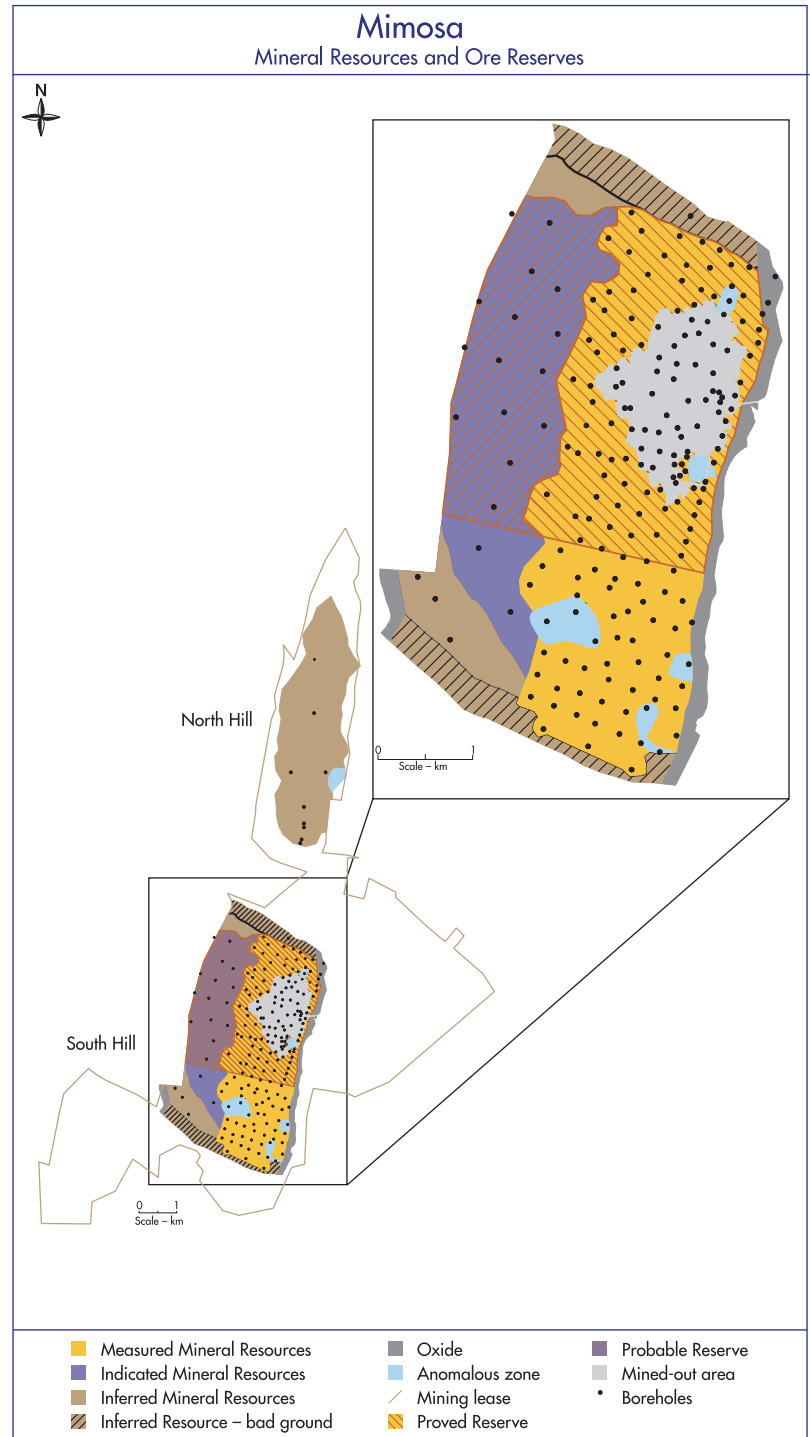 Mimosa
Mineral Resources and Ore Reserves
N
0 1
Scale – km
North Hill
South Hill
0 1
Scale – km
Measured Mineral Resources
Indicated Mineral Resources
Inferred Mineral Resources
Inferred Resource – bad ground
Oxide
Anomalous zone
Mining lease
Proved Reserve
Probable Reserve
Mined-out area
Boreholes